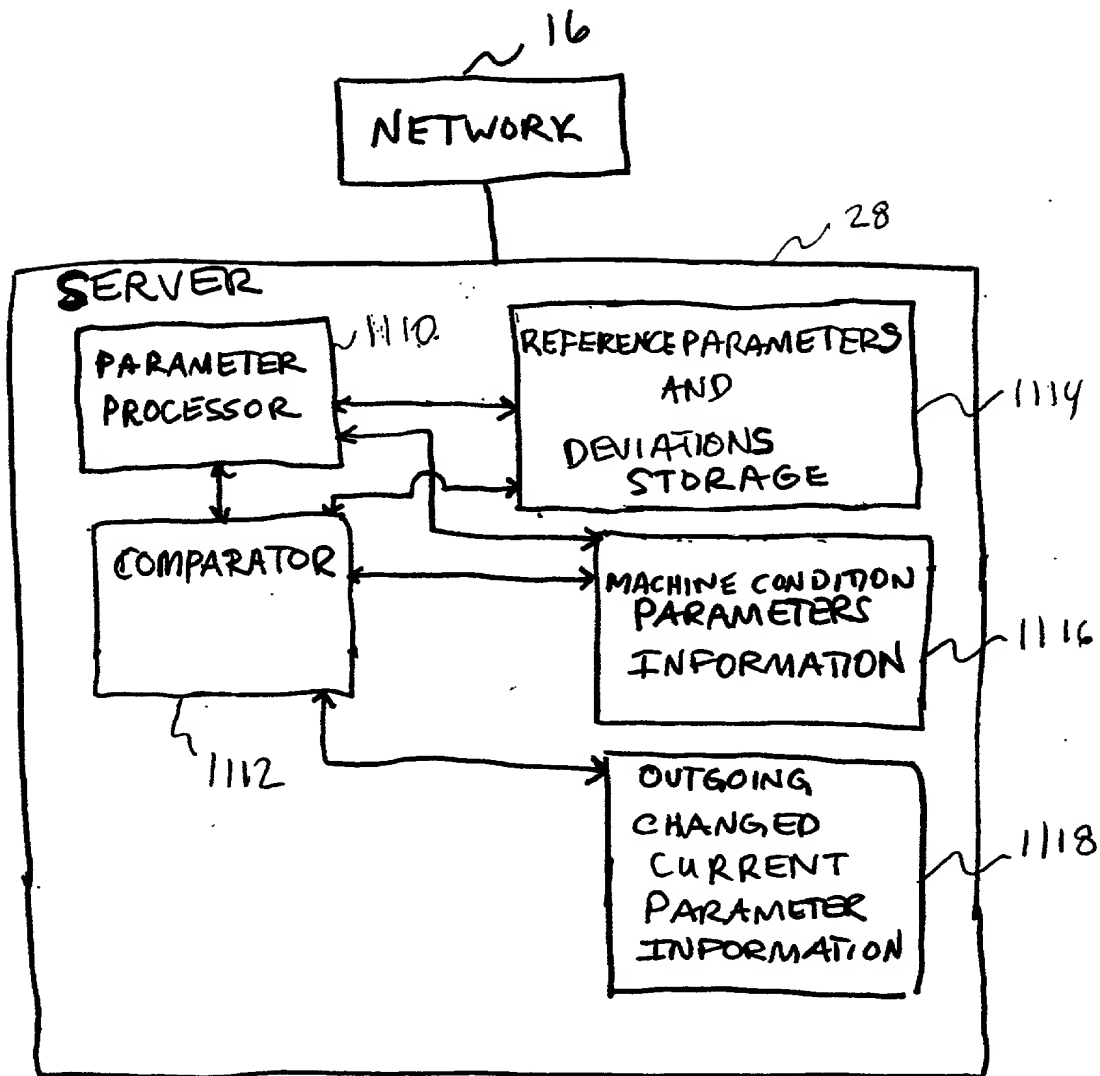 16
NETWORK
28
SERVER
1110
PARAMETER
PROCESSOR
REFERENCE PARAMETERS
AND
DEVIATIONS
STORAGE
1114
COMPARATOR
1112
MACHINE CONDITION
PARAMETERS
INFORMATION
1116
OUTGOING
CHANGED
CURRENT
PARAMETER
INFORMATION
1118